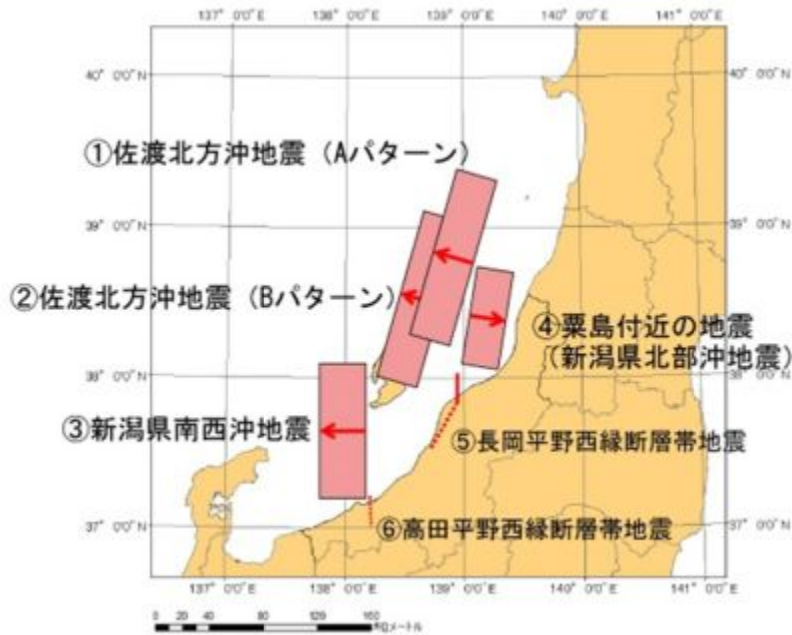 137° 0'0"E 138° 0'0"E 139° 0'0"E 140° 0'0"E 141° 0'0"E
40° 0'0"N 40° 0'0"N
①佐渡北方沖地震（Aパターン）
39° 0'0"N 39° 0'0"N
②佐渡北方沖地震（Bパターン）
④粟島付近の地震
（新潟県北部沖地震）
38° 0'0"N 38° 0'0"N
③新潟県南西沖地震
⑤長岡平野西縁断層帯地震
⑥高田平野西縁断層帯地震
37° 0'0"N 37° 0'0"N
137° 0'0"E 138° 0'0"E 139° 0'0"E 140° 0'0"E 141° 0'0"E
0 20 40 80 120 160
キロメートル